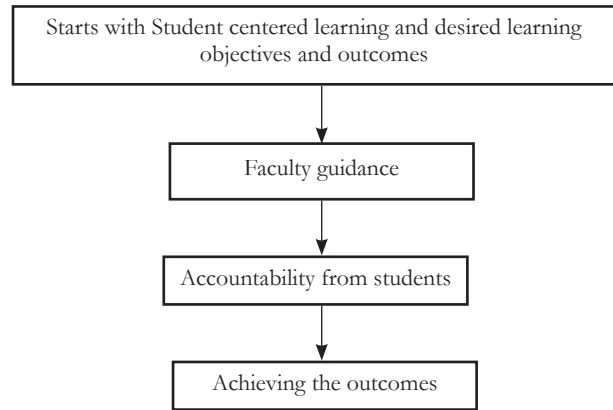 Starts with Student centered learning and desired learning
objectives and outcomes
Faculty guidance
Accountability from students
Achieving the outcomes